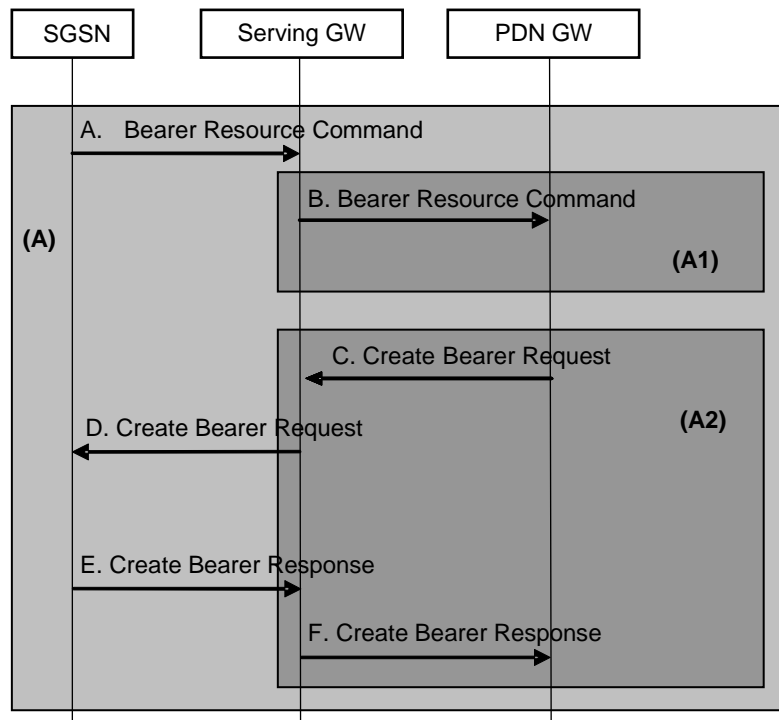 SGSN
Serving GW
PDN GW
A. Bearer Resource Command
B. Bearer Resource Command
(A)
(A1)
C. Create Bearer Request
(A2)
D. Create Bearer Request
E. Create Bearer Response
F. Create Bearer Response